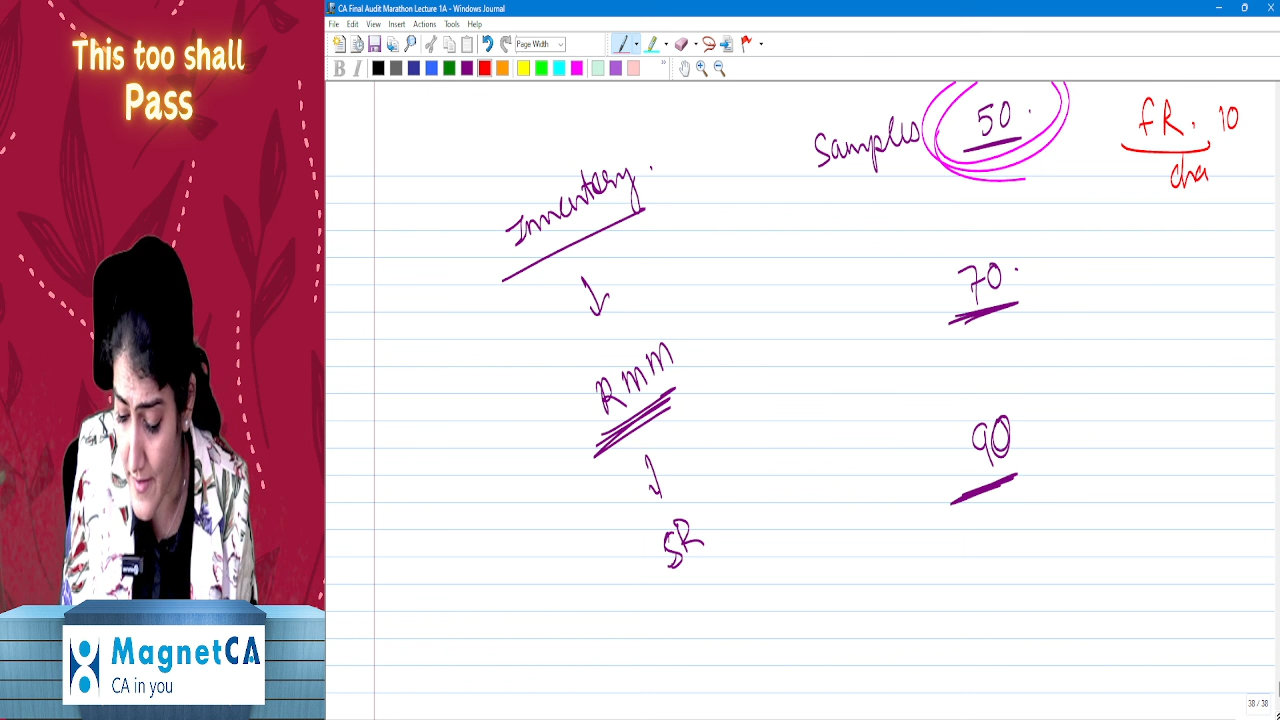 This too shall
Pass
CA Final Audit Marathon Lecture 1A - Windows Journal
File Edit View Insert Actions Tools Help
Page Width
B I
Samples 50.
FR. 10
cha
Inventory.
70.
RMM
90
SR
MagnetCA
CA in you
38 / 38